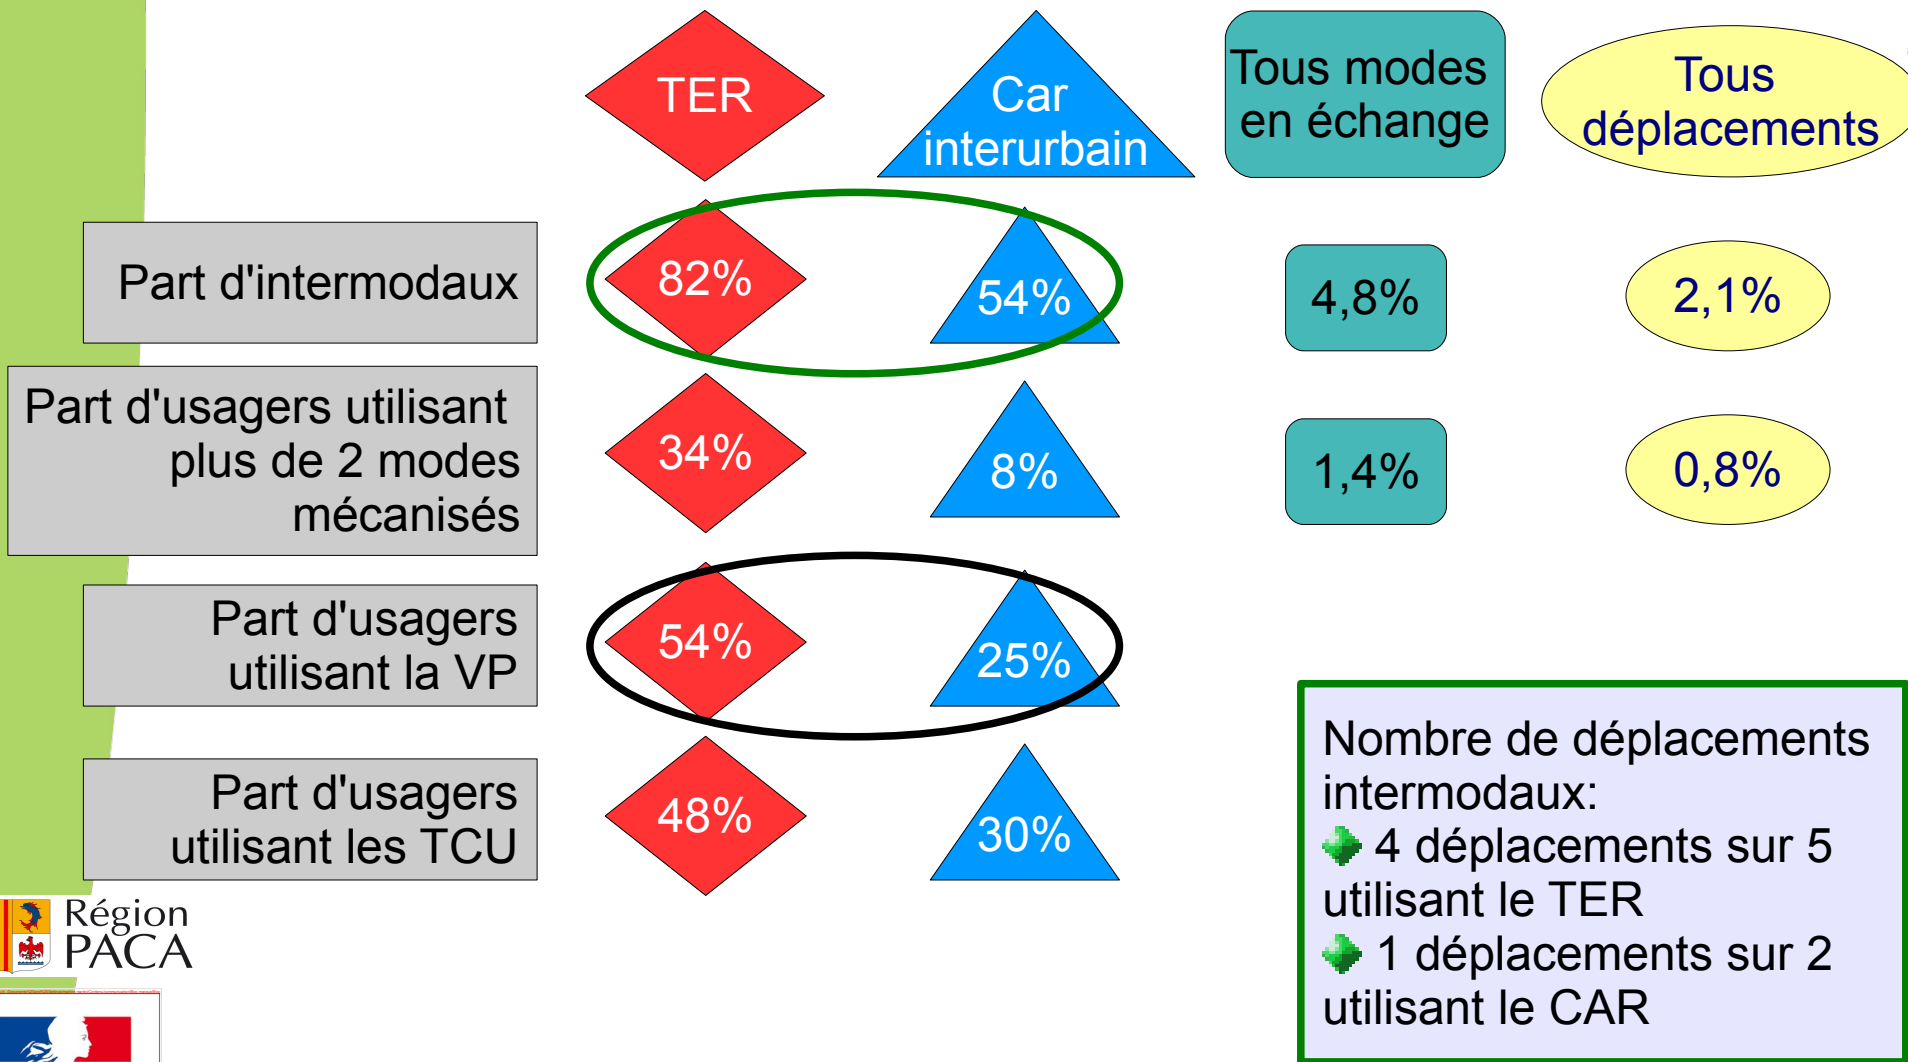 TER
Car
interurbain
Tous modes
en échange
Tous
déplacements
Part d'intermodaux
82%
54%
4,8%
2,1%
Part d'usagers utilisant
plus de 2 modes
mécanisés
34%
8%
1,4%
0,8%
Part d'usagers
utilisant la VP
54%
25%
Part d'usagers
utilisant les TCU
48%
30%
Nombre de déplacements
intermodaux:
4 déplacements sur 5
utilisant le TER
1 déplacements sur 2
utilisant le CAR
Région
PACA